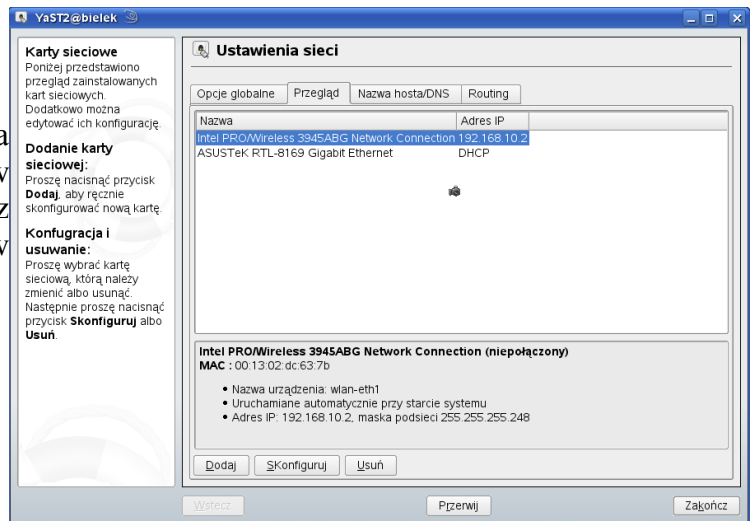 YaST2@bielek
Karty sieciowe
Poniżej przedstawiono
przegląd zainstalowanych
kart sieciowych.
Dodatkowo można
edytować ich konfigurację.
Dodanie karty
sieciowej:
Proszę nacisnąć przycisk
Dodaj, aby ręcznie
skonfigurować nową kartę.
Konfugracja i
usuwanie:
Proszę wybrać kartę
sieciową, którą należy
zmienić albo usunąć.
Następnie proszę nacisnąć
przycisk Skonfiguruj albo
Usuń.
a
w
z
w
Ustawienia sieci
Opcje globalne Przegląd Nazwa hosta/DNS Routing
Nazwa Adres IP
Intel PRO/Wireless 3945ABG Network Connection 192.168.10.2
ASUSTeK RTL-8169 Gigabit Ethernet DHCP
Intel PRO/Wireless 3945ABG Network Connection (niepołączony)
MAC : 00:13:02:dc:63:7b
• Nazwa urządzenia: wlan-eth1
• Uruchamiane automatycznie przy starcie systemu
• Adres IP: 192.168.10.2, maska podsieci 255.255.255.248
Dodaj SKonfiguruj Usuń
Wstecz Przerwij Zakończ